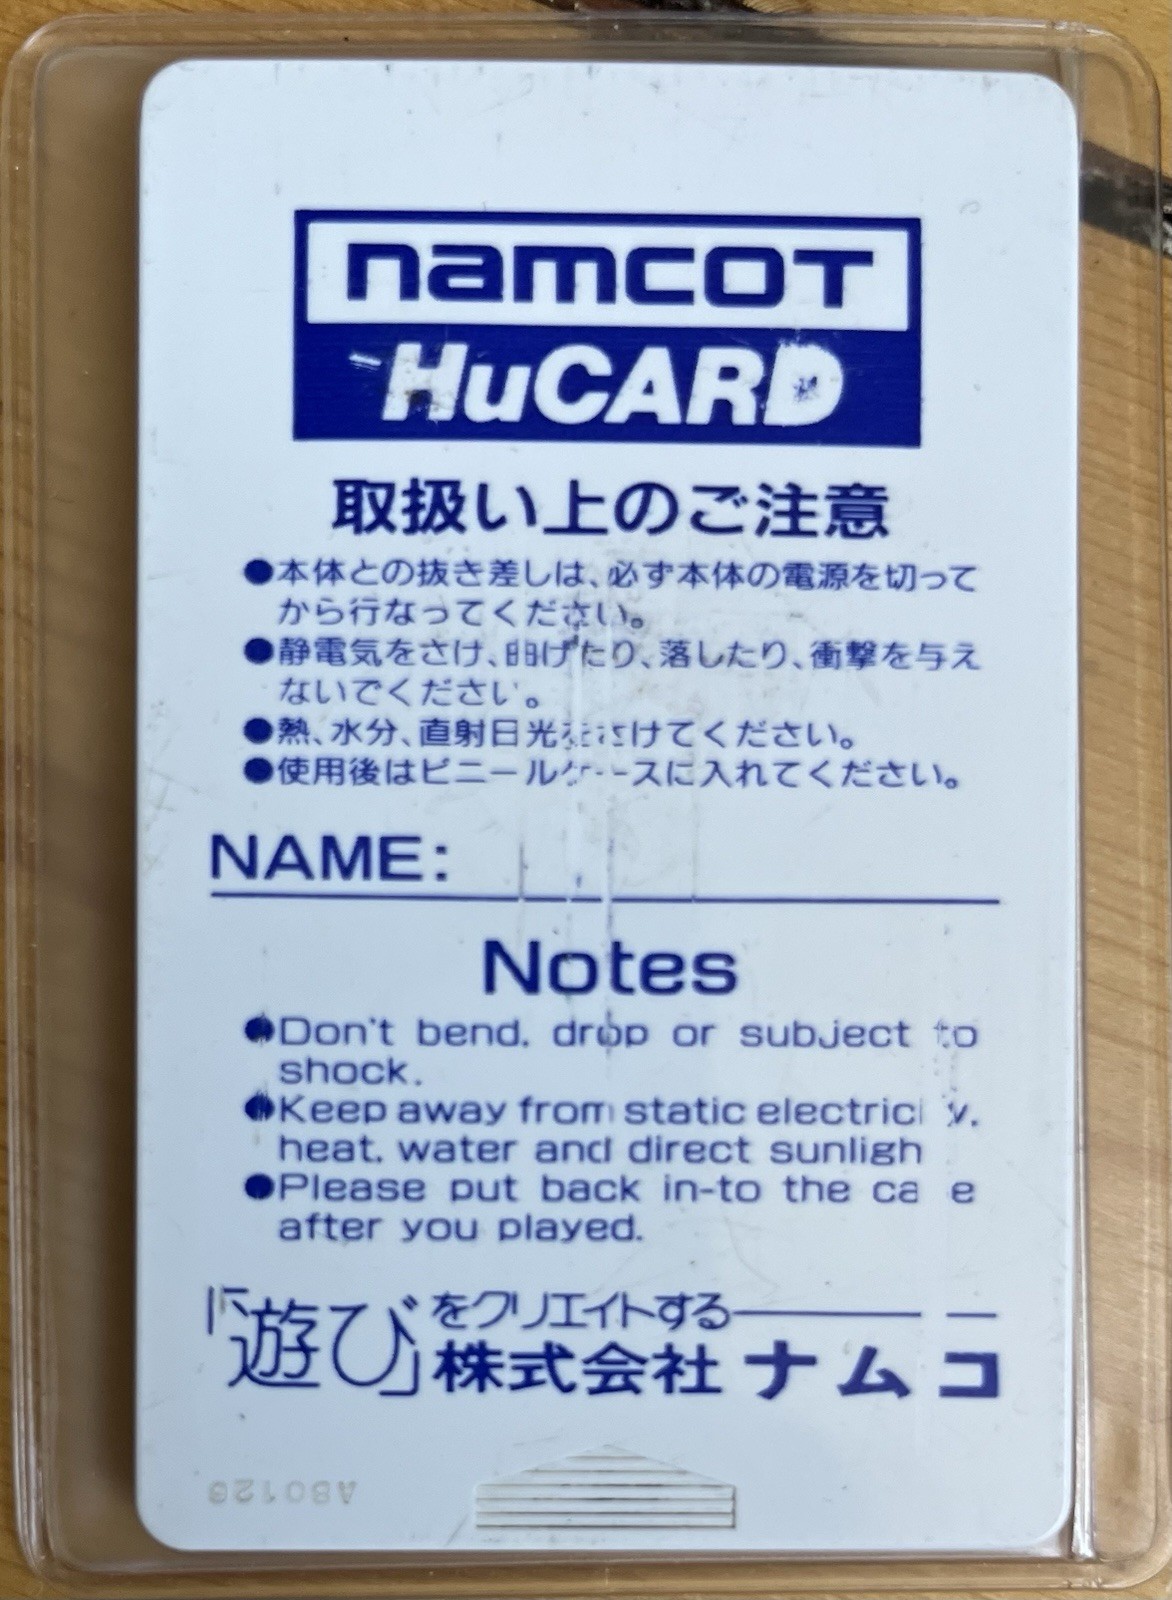 namcoT
HuCARD
取扱い上のご注意
●本体との抜き差しは、必ず本体の電源を切って
から行なってください。
●静電気をさけ、曲げたり、落したり、衝撃を与え
ないでください。
●熱、水分、直射日光をさけてください。
●使用後はビニールケースに入れてください。
NAME:
Notes
●Don't bend, drop or subject to
shock.
●Keep away from static electricity,
heat, water and direct sunligh
●Please put back in-to the case
after you played.
「遊び」をクリエイトする
株式会社ナムコ